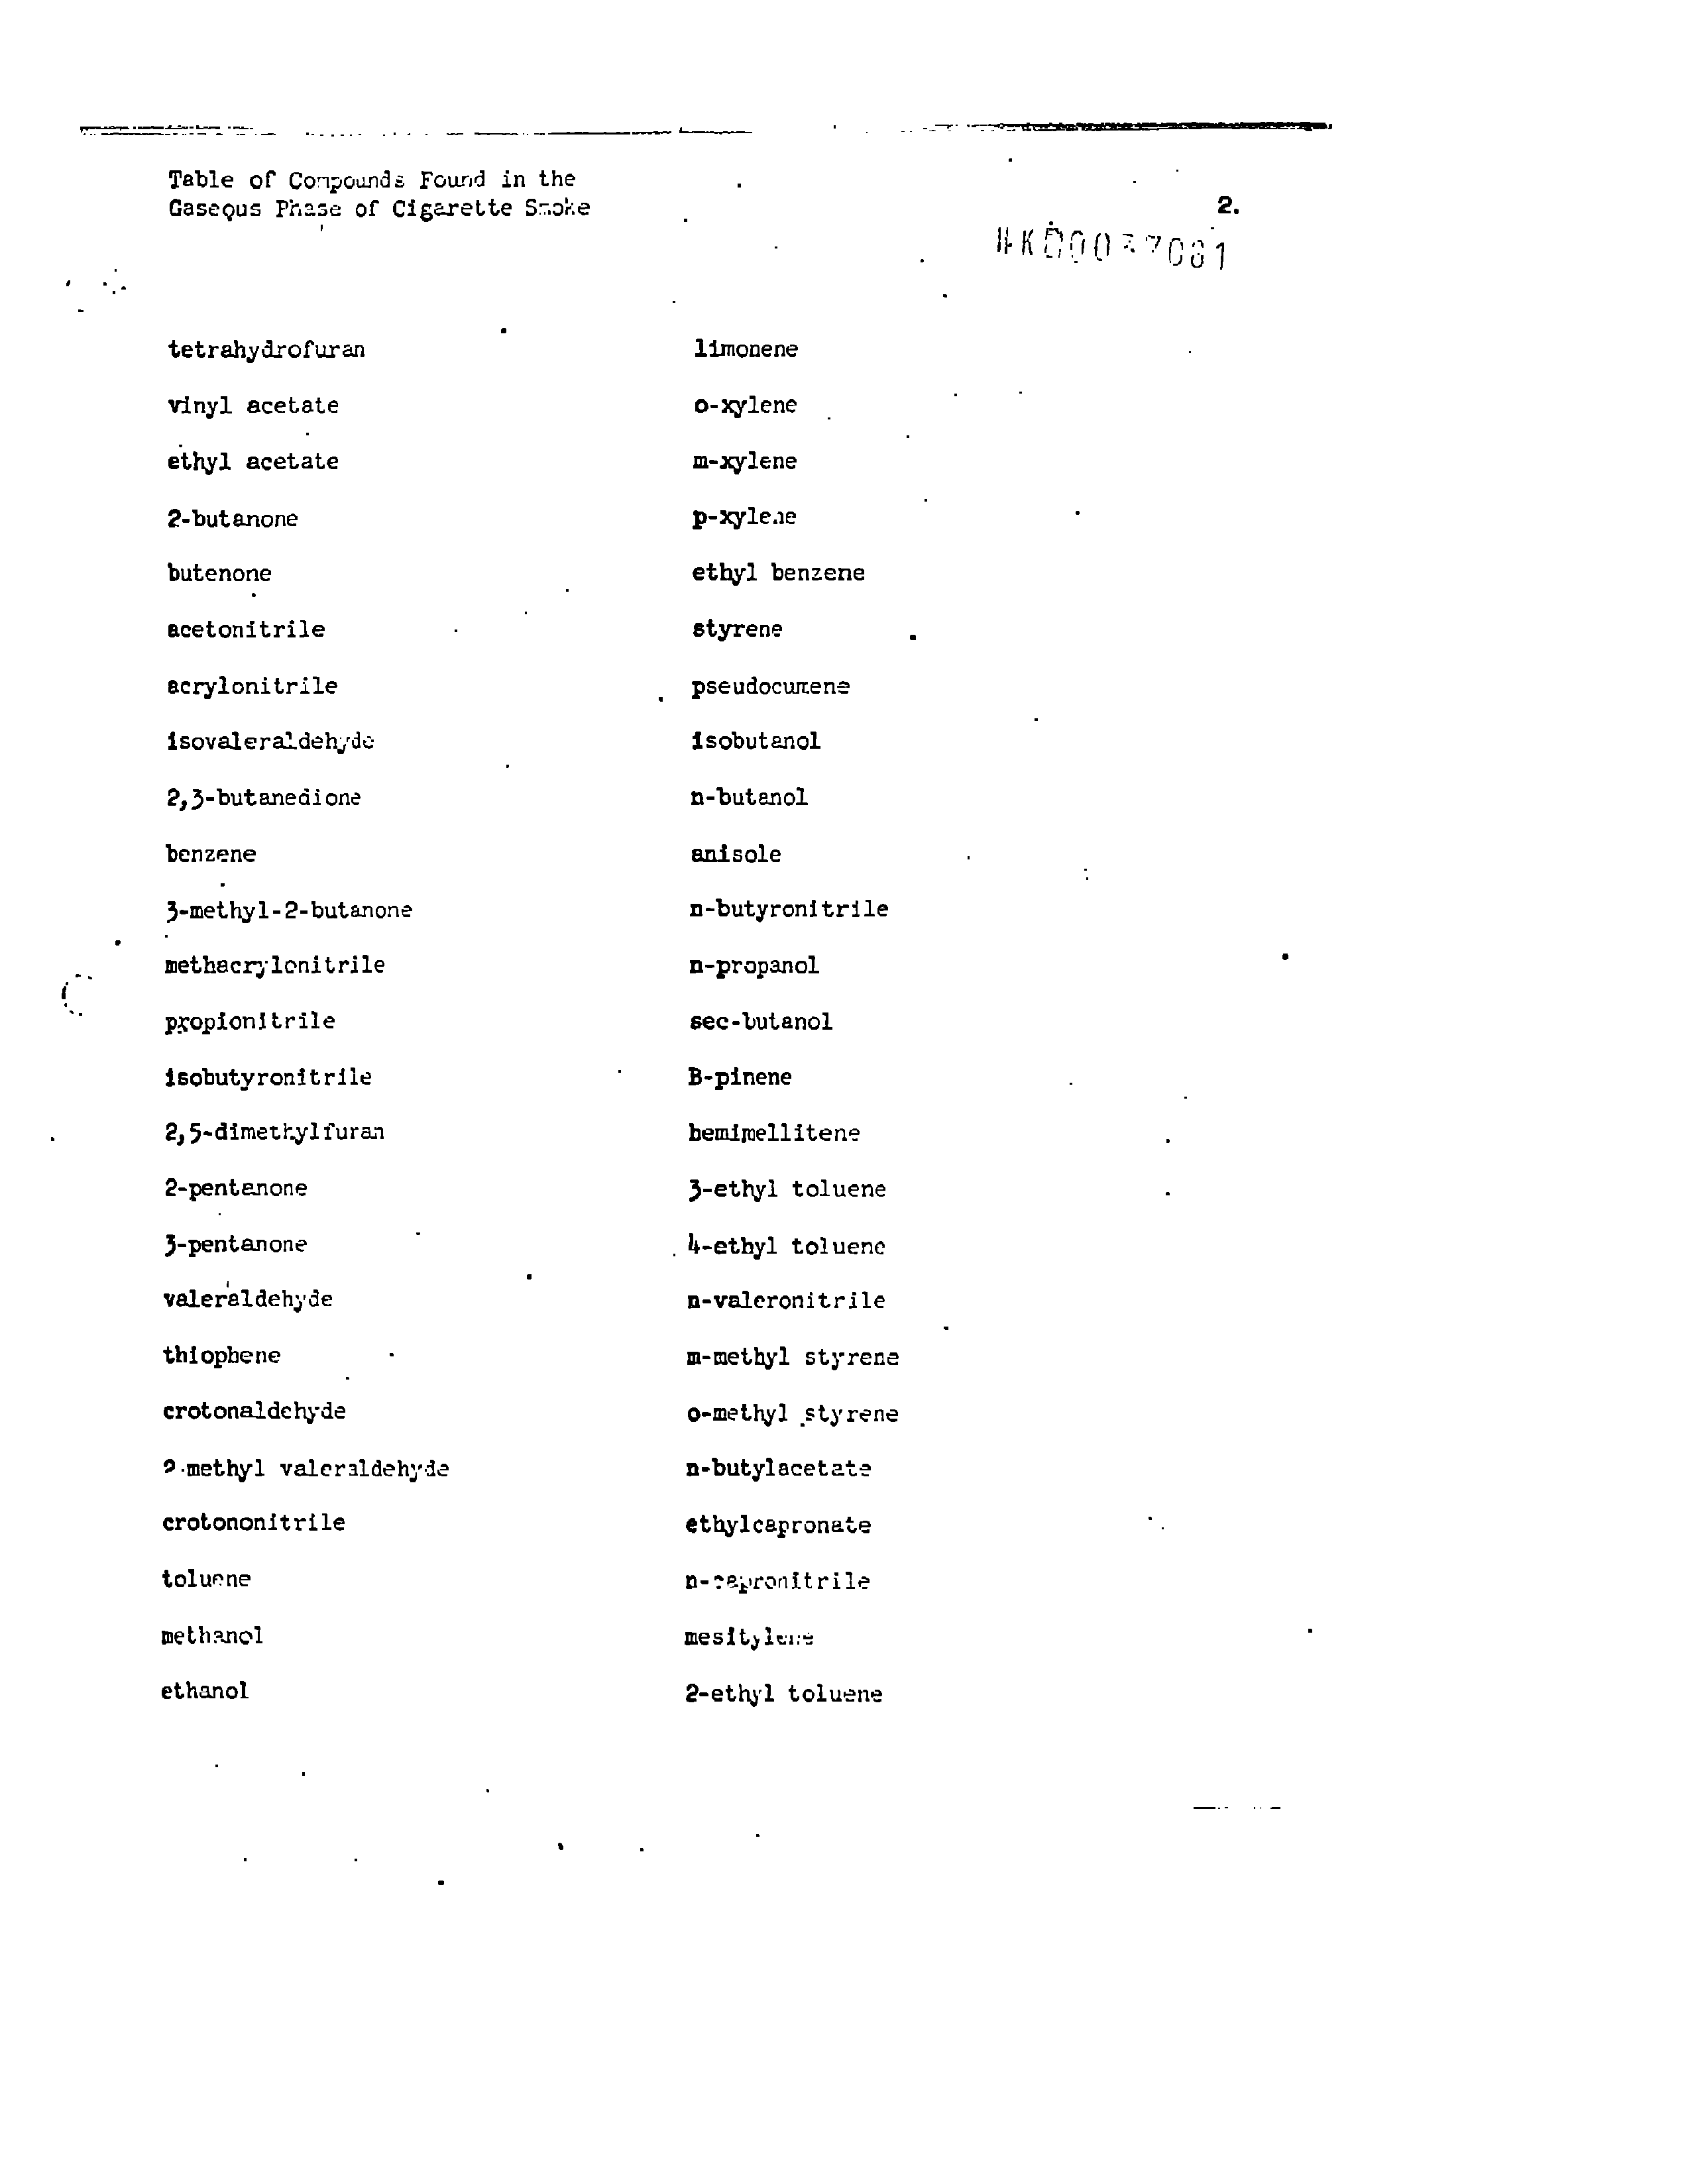 Table of Compounds Found in the
Gaseous Phase of Cigarette Smoke
2.
tetrahydrofuran
vinyl acetate
ethyl acetate
2-butanone
butenone
acetonitrile
acrylonitrile
isovaleraldehyde
2,3-butanedione
benzene
3-methyl-2-butanone
methacrylonitrile
propionitrile
isobutyronitrile
2,5-dimethylfuran
2-pentanone
3-pentanone
valeraldehyde
thiophene
crotonaldehyde
2-methyl valeraldehyde
crotononitrile
toluene
methanol
ethanol
limonene
o-xylene
m-xylene
p-xylene
ethyl benzene
styrene
pseudocumene
isobutanol
n-butanol
anisole
n-butyronitrile
n-propanol
sec-butanol
B-pinene
hemimellitene
3-ethyl toluene
4-ethyl toluene
n-valeronitrile
m-methyl styrene
o-methyl styrene
n-butylacetate
ethylcapronate
n-capronitrile
mesitylene
2-ethyl toluene